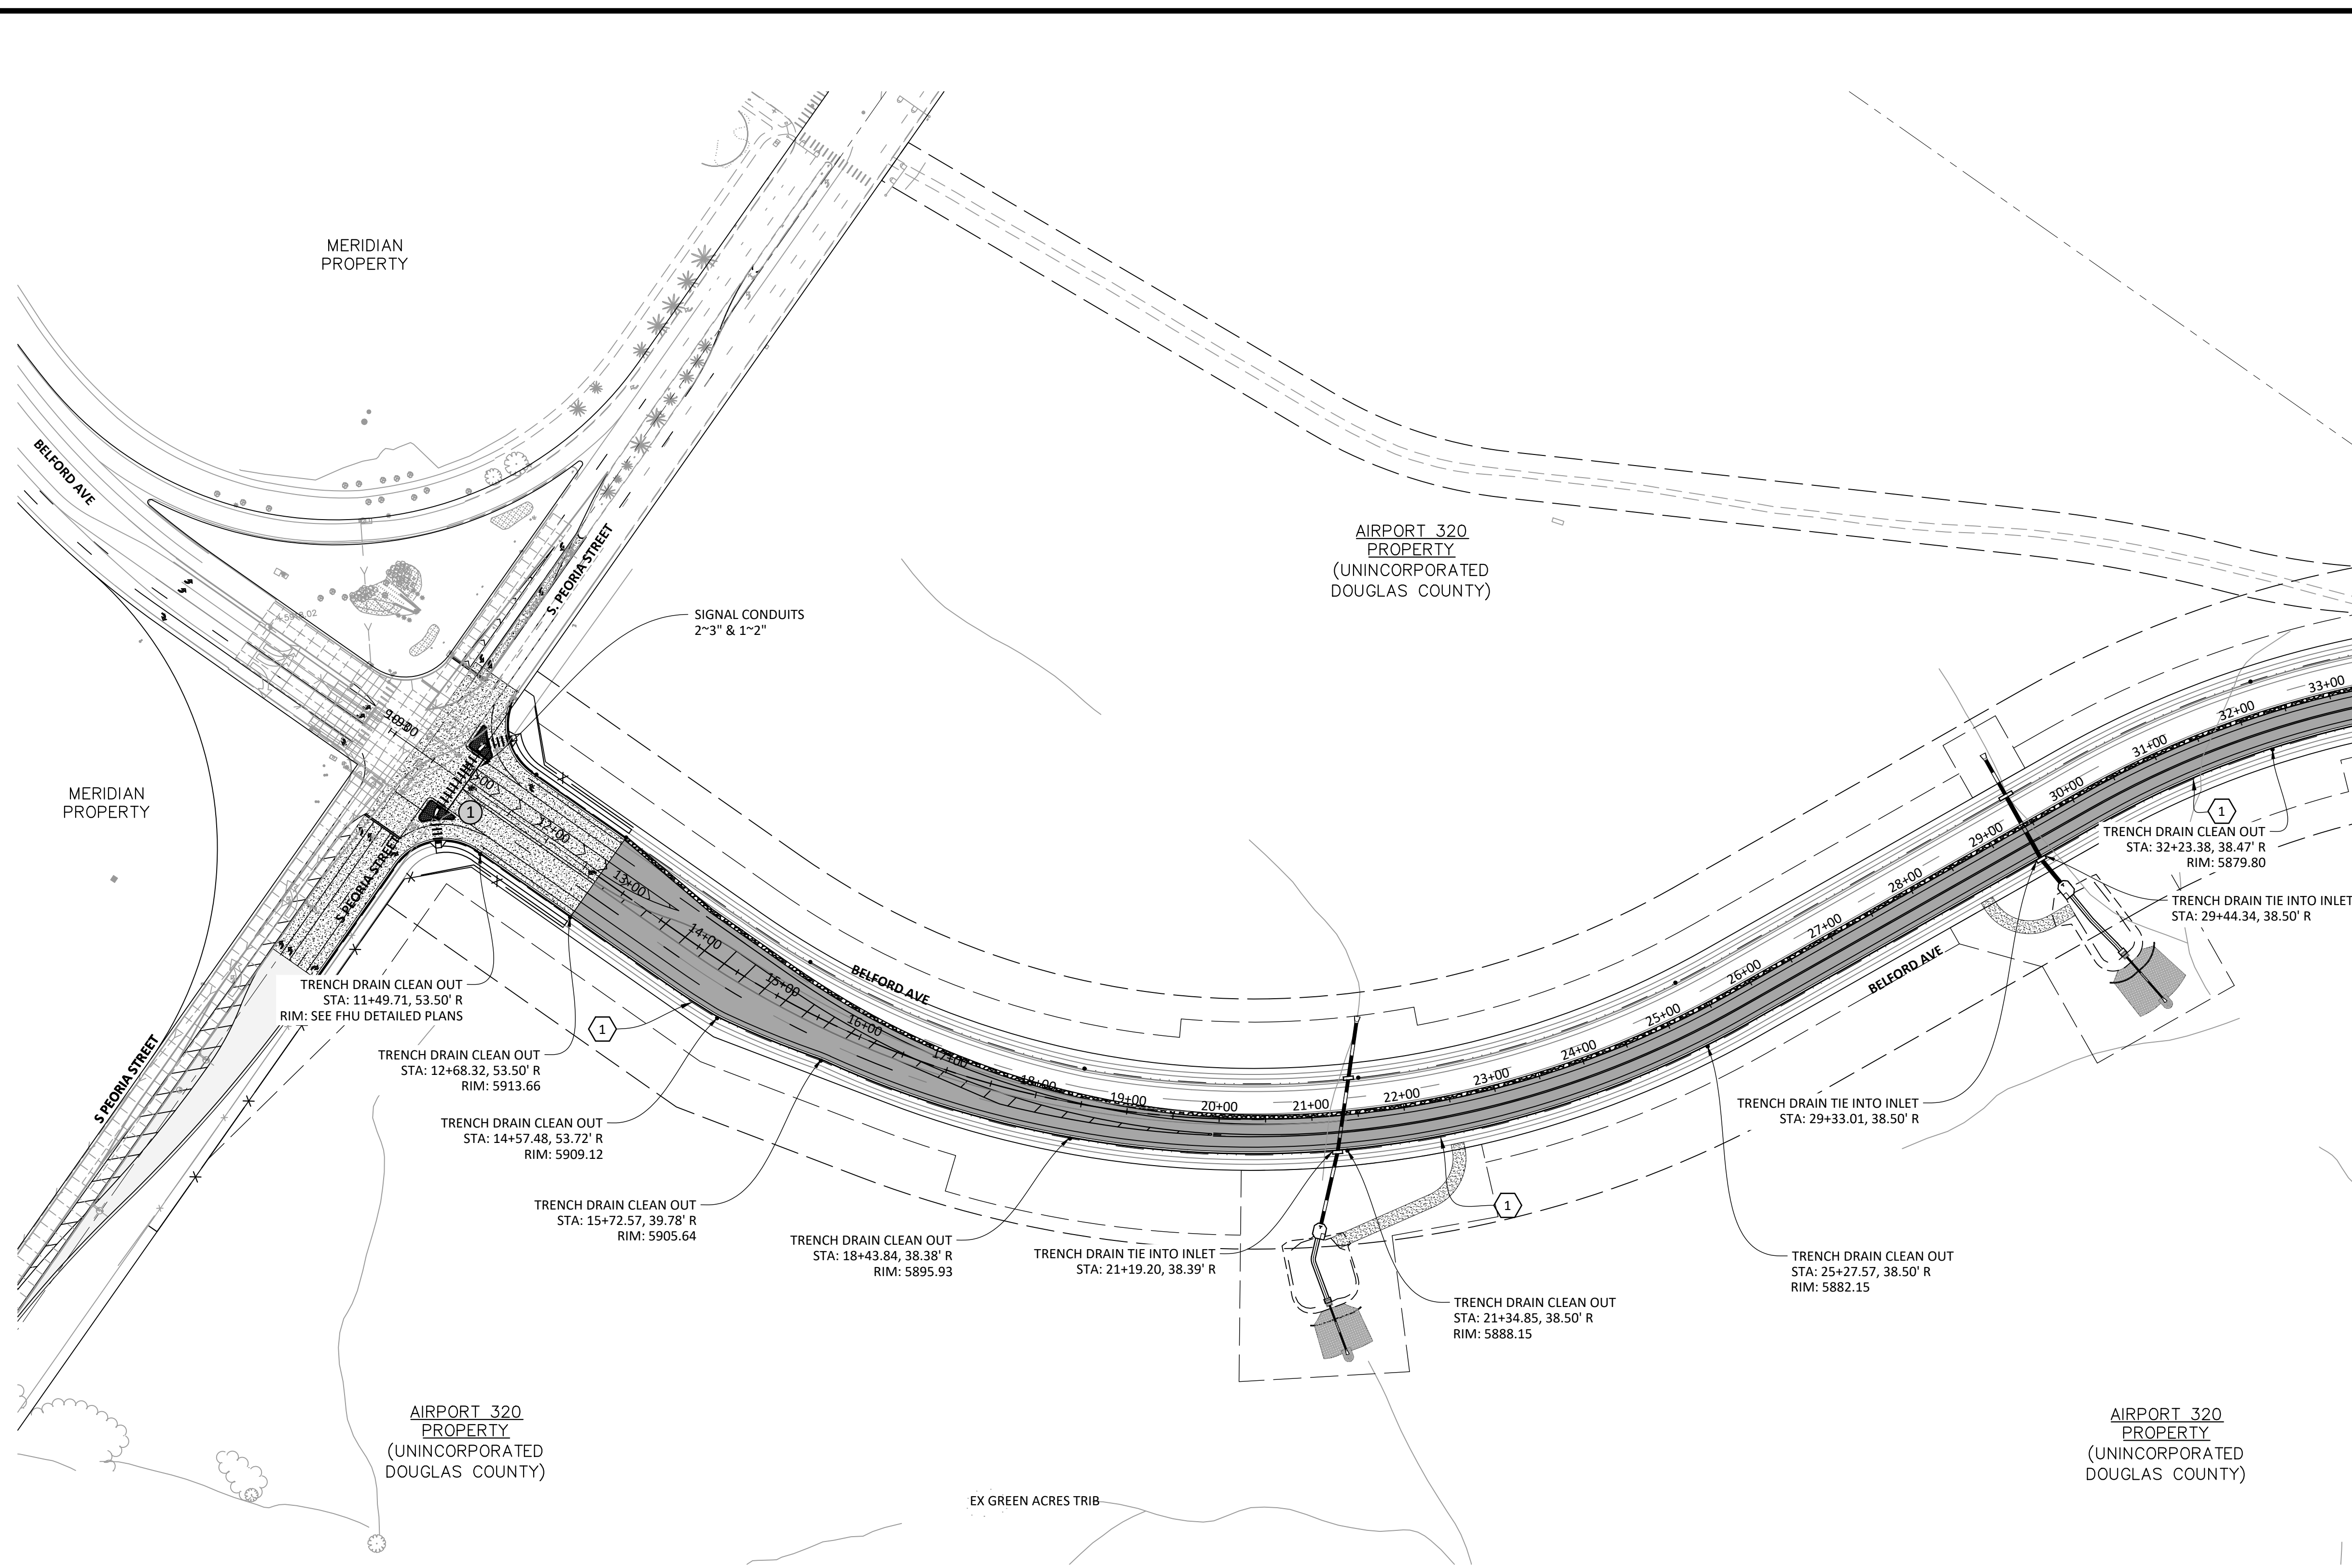 MERIDIAN
PROPERTY
BELFORD AVE
S. PEORIA STREET
SIGNAL CONDUITS
2~3" & 1~2"
AIRPORT 320
PROPERTY
(UNINCORPORATED
DOUGLAS COUNTY)
MERIDIAN
PROPERTY
1
S PEORIA STREET
S PEORIA STREET
12+00
13+00
14+00
15+00
16+00
17+00
18+00
19+00
20+00
21+00
22+00
23+00
24+00
25+00
26+00
27+00
28+00
29+00
30+00
31+00
32+00
33+00
BELFORD AVE
BELFORD AVE
1
TRENCH DRAIN CLEAN OUT
STA: 32+23.38, 38.47' R
RIM: 5879.80
TRENCH DRAIN TIE INTO INLET
STA: 29+44.34, 38.50' R
TRENCH DRAIN CLEAN OUT
STA: 11+49.71, 53.50' R
RIM: SEE FHU DETAILED PLANS
1
TRENCH DRAIN CLEAN OUT
STA: 12+68.32, 53.50' R
RIM: 5913.66
TRENCH DRAIN CLEAN OUT
STA: 14+57.48, 53.72' R
RIM: 5909.12
TRENCH DRAIN CLEAN OUT
STA: 15+72.57, 39.78' R
RIM: 5905.64
TRENCH DRAIN CLEAN OUT
STA: 18+43.84, 38.38' R
RIM: 5895.93
TRENCH DRAIN TIE INTO INLET
STA: 21+19.20, 38.39' R
1
TRENCH DRAIN CLEAN OUT
STA: 21+34.85, 38.50' R
RIM: 5888.15
TRENCH DRAIN TIE INTO INLET
STA: 29+33.01, 38.50' R
TRENCH DRAIN CLEAN OUT
STA: 25+27.57, 38.50' R
RIM: 5882.15
AIRPORT 320
PROPERTY
(UNINCORPORATED
DOUGLAS COUNTY)
EX GREEN ACRES TRIB
AIRPORT 320
PROPERTY
(UNINCORPORATED
DOUGLAS COUNTY)